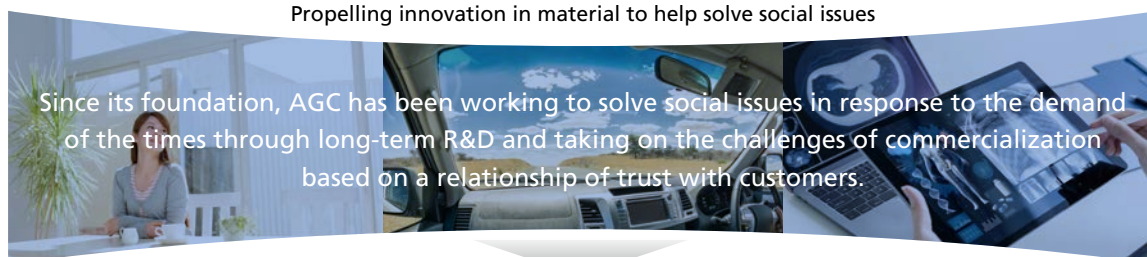 Propelling innovation in material to help solve social issues
Since its foundation, AGC has been working to solve social issues in response to the demand
of the times through long-term R&D and taking on the challenges of commercialization
based on a relationship of trust with customers.